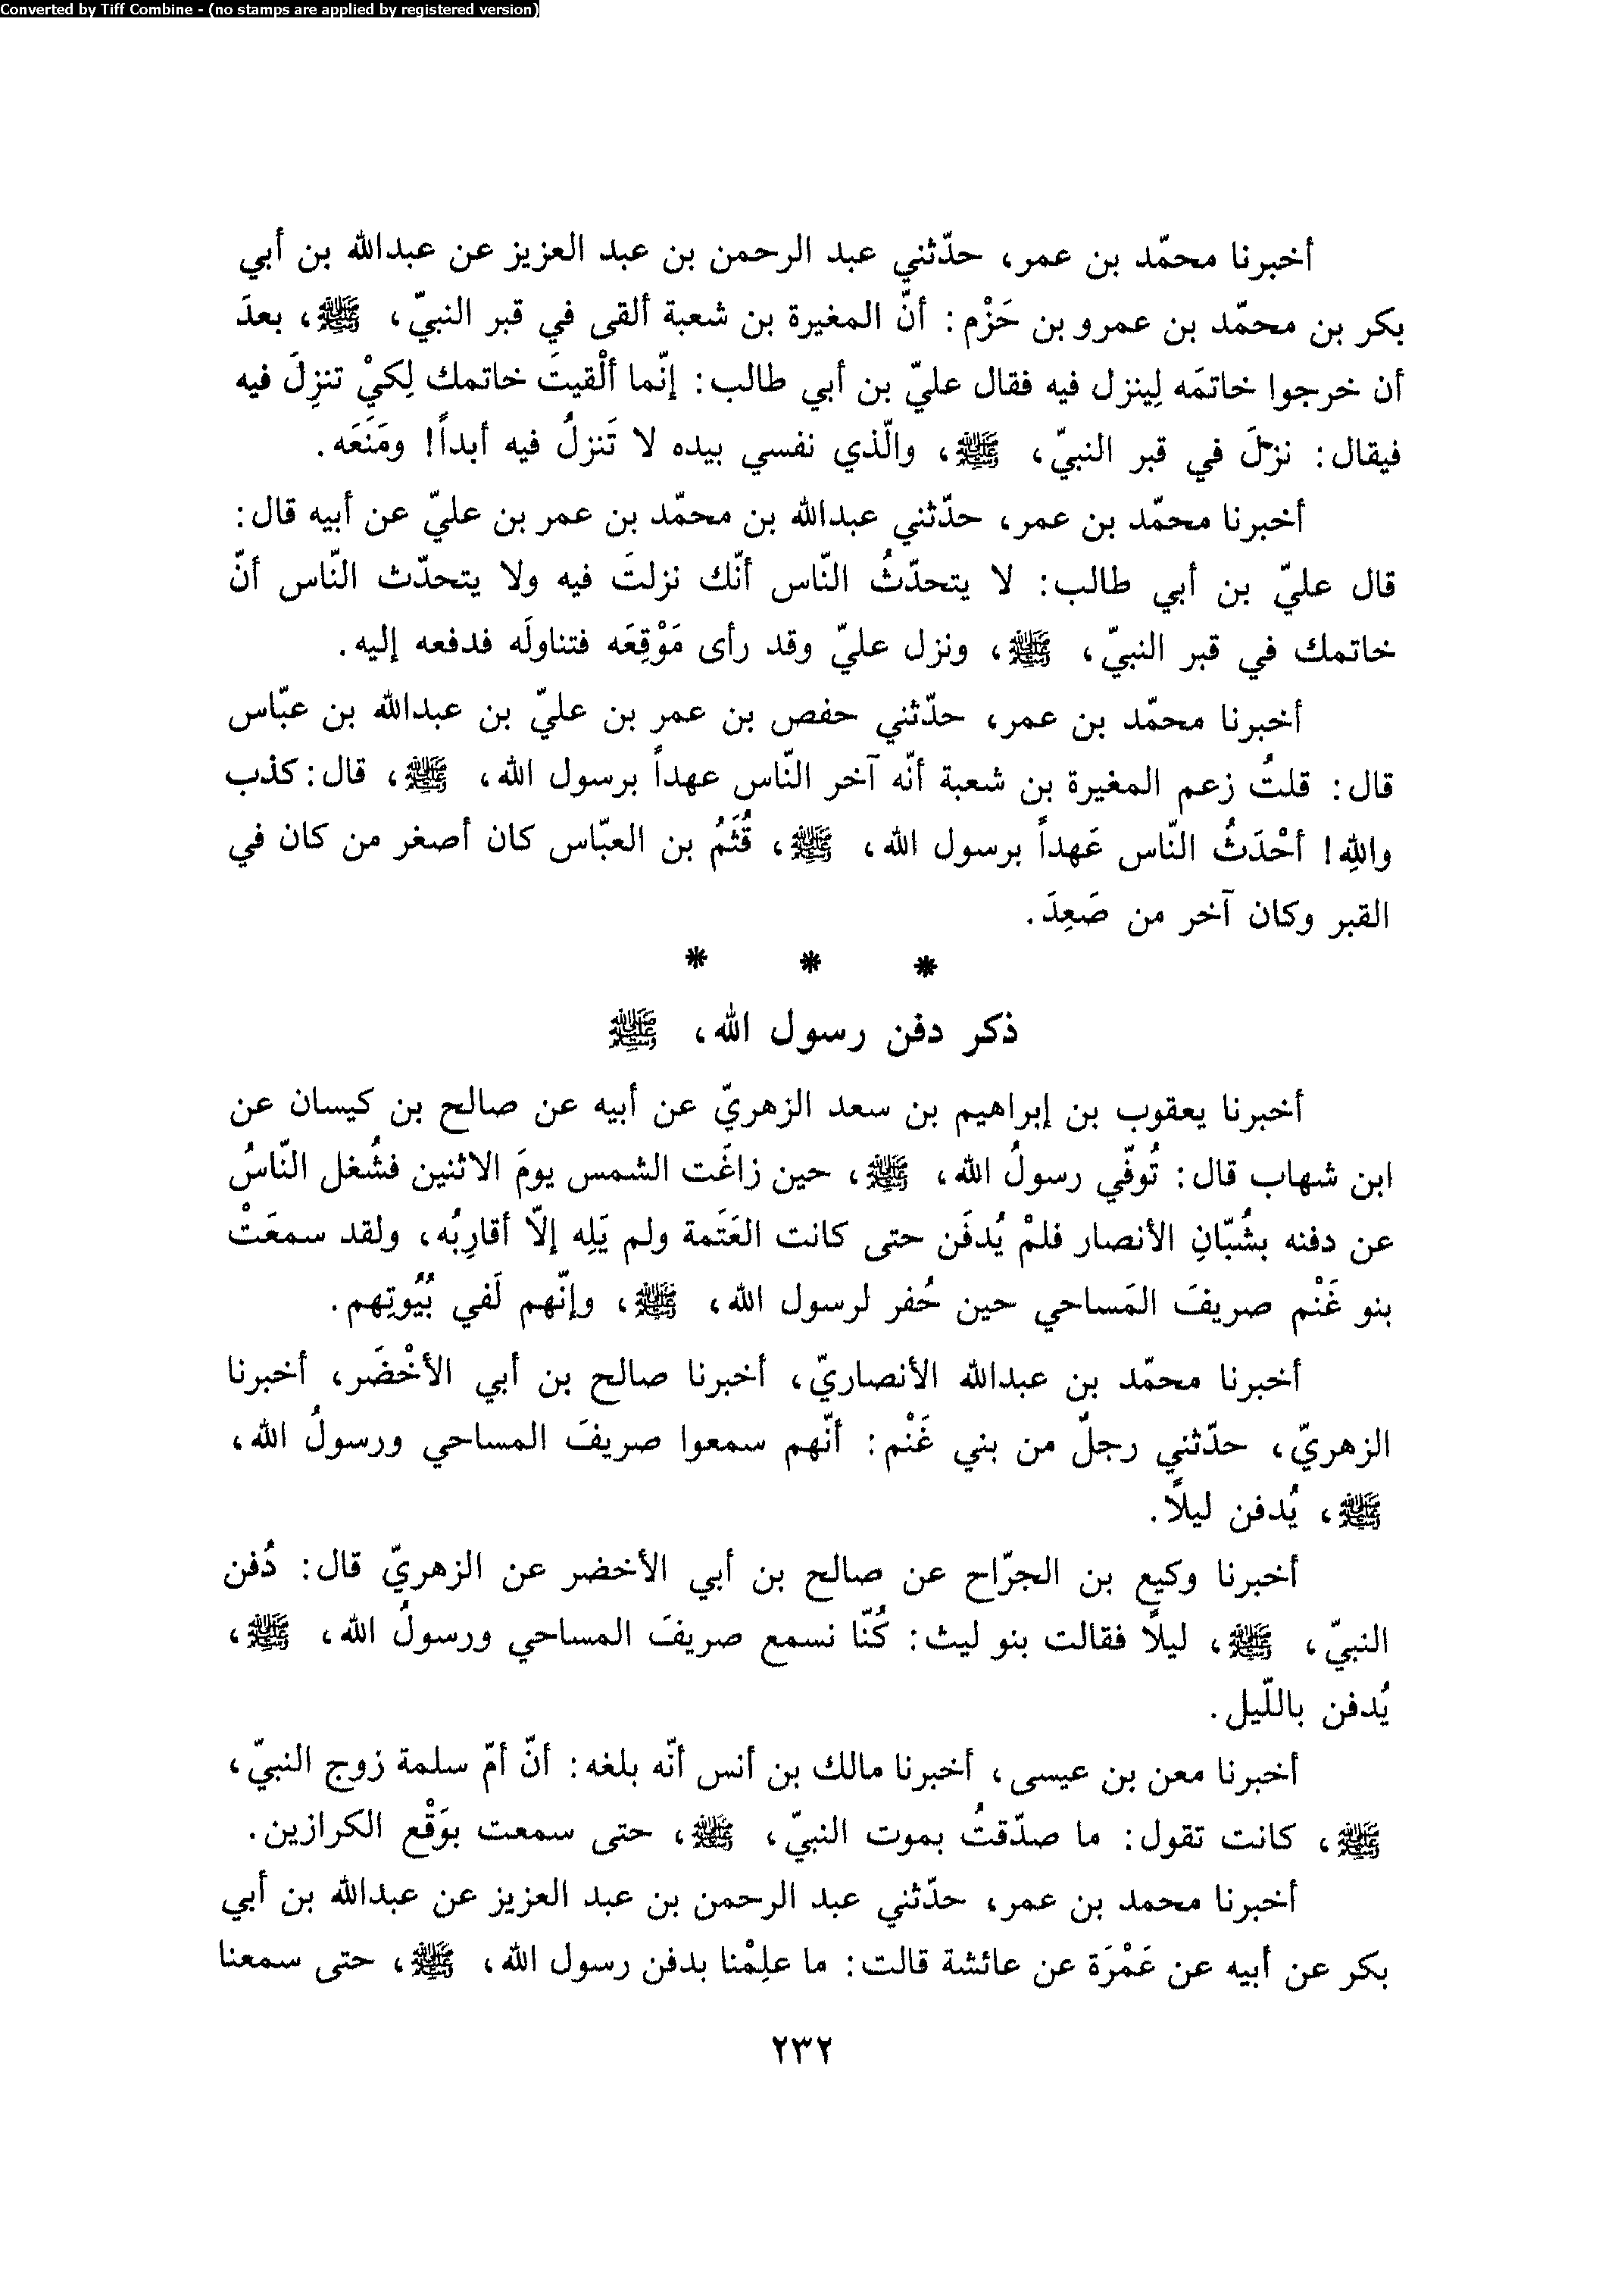 Converted by Tiff Combine - (no stamps are applied by registered version)
أخبرنا محمّد بن عمر، حدّثني عبد الرحمن بن عبد العزيز عن عبدالله بن أبي
بكر بن محمّد بن عمرو بن حَزْم: أنّ المغيرة بن شعبة ألقى في قبر النبيّ، ﷺ، بعدَ
أن خرجوا خاتمَه لِينزل فيه فقال عليّ بن أبي طالب: إنّما ألْقيتَ خاتمك لِكيْ تنزِلَ فيه
فيقال: نزلَ في قبر النبيّ، ﷺ، والّذي نفسي بيده لا تَنزلُ فيه أبداً! ومَنَعَه.
أخبرنا محمّد بن عمر، حدّثني عبدالله بن محمّد بن عمر بن عليّ عن أبيه قال:
قال عليّ بن أبي طالب: لا يتحدّثُ النّاس أنّك نزلتَ فيه ولا يتحدّث النّاس أنّ
خاتمك في قبر النبيّ، ﷺ، ونزل عليّ وقد رأى مَوْقِعَه فتناولَه فدفعه إليه.
أخبرنا محمّد بن عمر، حدّثني حفص بن عمر بن عليّ بن عبدالله بن عبّاس
قال: قلتُ زعم المغيرة بن شعبة أنّه آخر النّاس عهداً برسول الله، ﷺ، قال: كذب
واللهِ! أحْدَثُ النّاس عَهداً برسول الله، ﷺ، قُثَمُ بن العبّاس كان أصغر من كان في
القبر وكان آخر من صَعِدَ.
* * *
ذكر دفن رسول الله، ﷺ
أخبرنا يعقوب بن إبراهيم بن سعد الزهريّ عن أبيه عن صالح بن كيسان عن
ابن شهاب قال: تُوفّي رسولُ الله، ﷺ، حين زاغَت الشمس يومَ الاثنين فشُغل النّاسُ
عن دفنه بشُبّانِ الأنصار فلمْ يُدفَن حتى كانت العَتَمة ولم يَلِه إلاّ أقارِبُه، ولقد سمعَتْ
بنو غَنْم صريفَ المَساحي حين حُفر لرسول الله، ﷺ، وإنّهم لَفي بُيُوتِهم.
أخبرنا محمّد بن عبدالله الأنصاريّ، أخبرنا صالح بن أبي الأخْضَر، أخبرنا
الزهريّ، حدّثني رجلٌ من بني غَنْم: أنّهم سمعوا صريفَ المساحي ورسولُ الله،
ﷺ، يُدفن ليلًا.
أخبرنا وكيع بن الجرّاح عن صالح بن أبي الأخضر عن الزهريّ قال: دُفن
النبيّ، ﷺ، ليلًا فقالت بنو ليث: كُنّا نسمع صريفَ المساحي ورسولُ الله، ﷺ،
يُدفن باللّيل.
أخبرنا معن بن عيسى، أخبرنا مالك بن أنس أنّه بلغه: أنّ أمّ سلمة زوج النبيّ،
ﷺ، كانت تقول: ما صدّقتُ بموت النبيّ، ﷺ، حتى سمعت بوَقْع الكرازين.
أخبرنا محمد بن عمر، حدّثني عبد الرحمن بن عبد العزيز عن عبدالله بن أبي
بكر عن أبيه عن عَمْرَة عن عائشة قالت: ما علِمْنا بدفن رسول الله، ﷺ، حتى سمعنا
٢٣٢